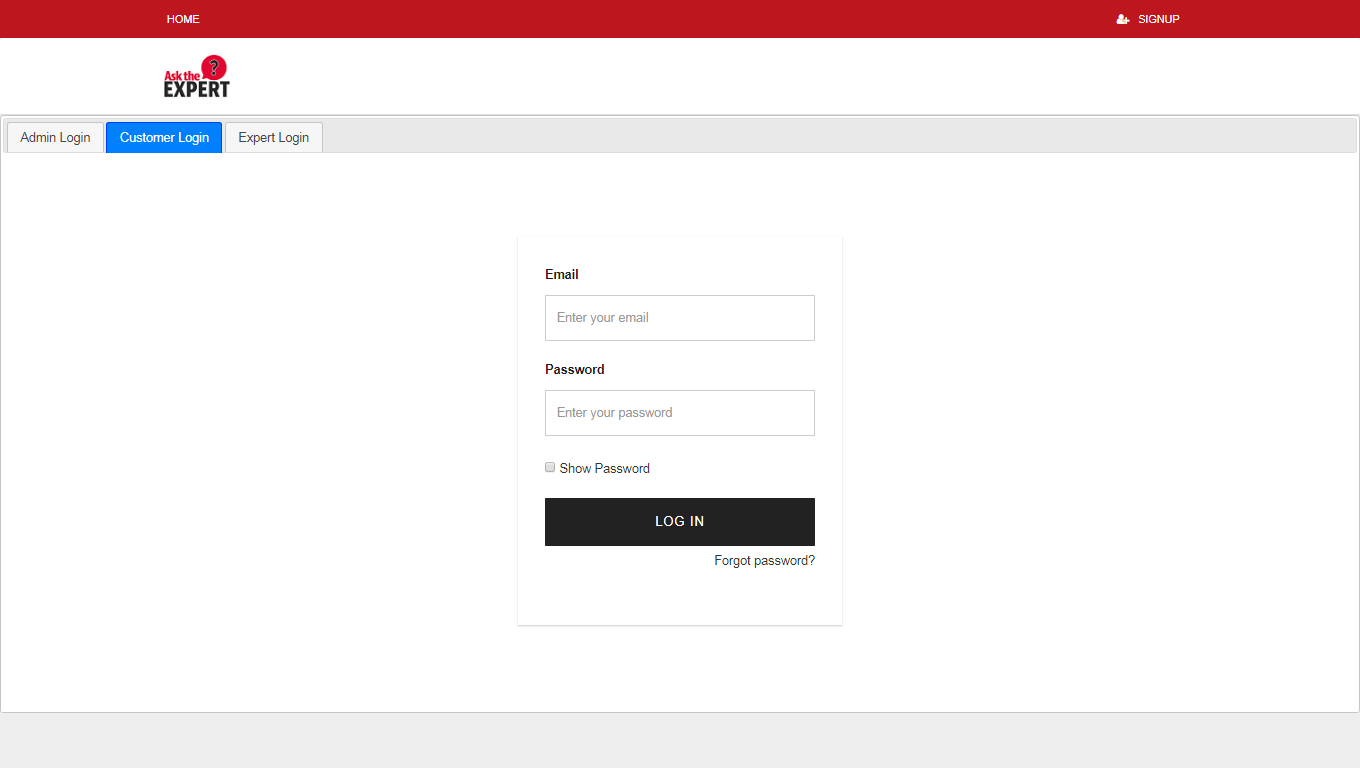 HOME SIGNUP
Ask the ?
EXPERT
Admin Login Customer Login Expert Login
Email
Enter your email
Password
Enter your password
Show Password
LOG IN
Forgot password?